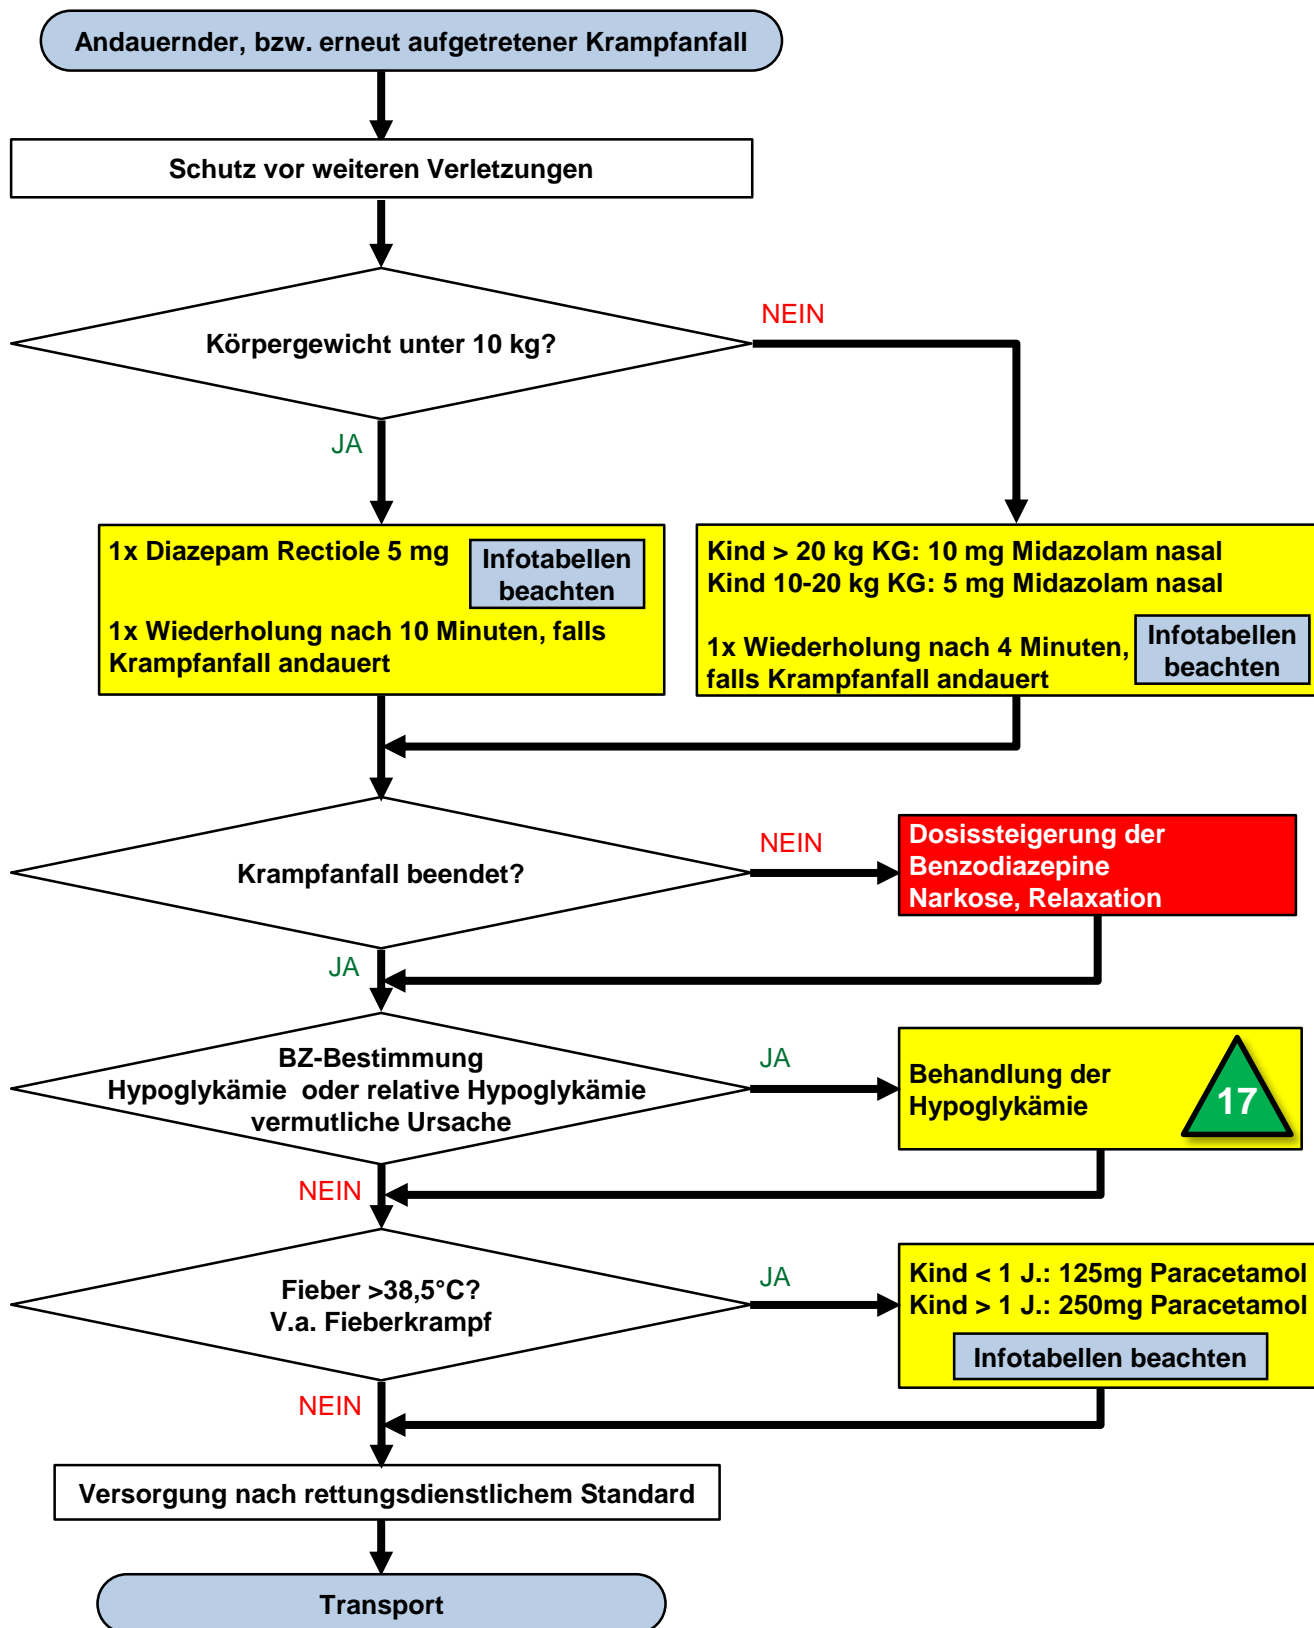 Andauernder, bzw. erneut aufgetretener Krampfanfall
Schutz vor weiteren Verletzungen
Körpergewicht unter 10 kg?
NEIN
JA
1x Diazepam Rectiole 5 mg
Infotabellen
beachten
1x Wiederholung nach 10 Minuten, falls
Krampfanfall andauert
Kind > 20 kg KG: 10 mg Midazolam nasal
Kind 10-20 kg KG: 5 mg Midazolam nasal
1x Wiederholung nach 4 Minuten,
falls Krampfanfall andauert
Infotabellen
beachten
Krampfanfall beendet?
NEIN
Dosissteigerung der
Benzodiazepine
Narkose, Relaxation
JA
BZ-Bestimmung
Hypoglykämie oder relative Hypoglykämie
vermutliche Ursache
JA
Behandlung der
Hypoglykämie
17
NEIN
Fieber >38,5°C?
V.a. Fieberkrampf
JA
Kind < 1 J.: 125mg Paracetamol
Kind > 1 J.: 250mg Paracetamol
Infotabellen beachten
NEIN
Versorgung nach rettungsdienstlichem Standard
Transport